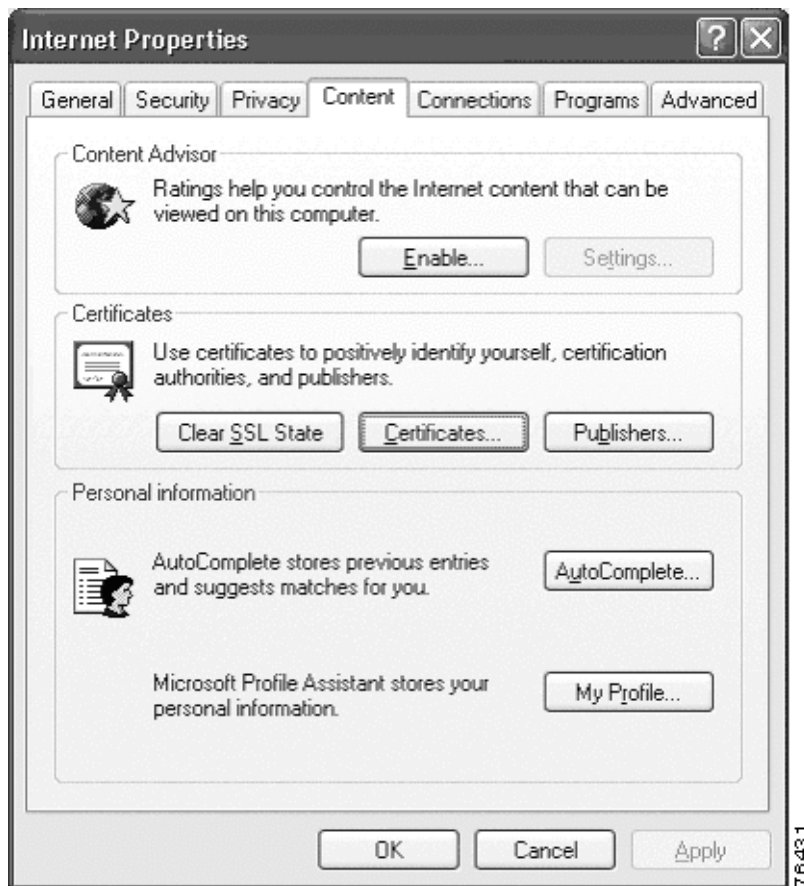 Internet Properties
General Security Privacy Content Connections Programs Advanced
Content Advisor
Ratings help you control the Internet content that can be
viewed on this computer.
Enable... Settings...
Certificates
Use certificates to positively identify yourself, certification
authorities, and publishers.
Clear SSL State Certificates... Publishers...
Personal information
AutoComplete stores previous entries
and suggests matches for you.
AutoComplete...
Microsoft Profile Assistant stores your
personal information.
My Profile...
OK Cancel Apply
76431